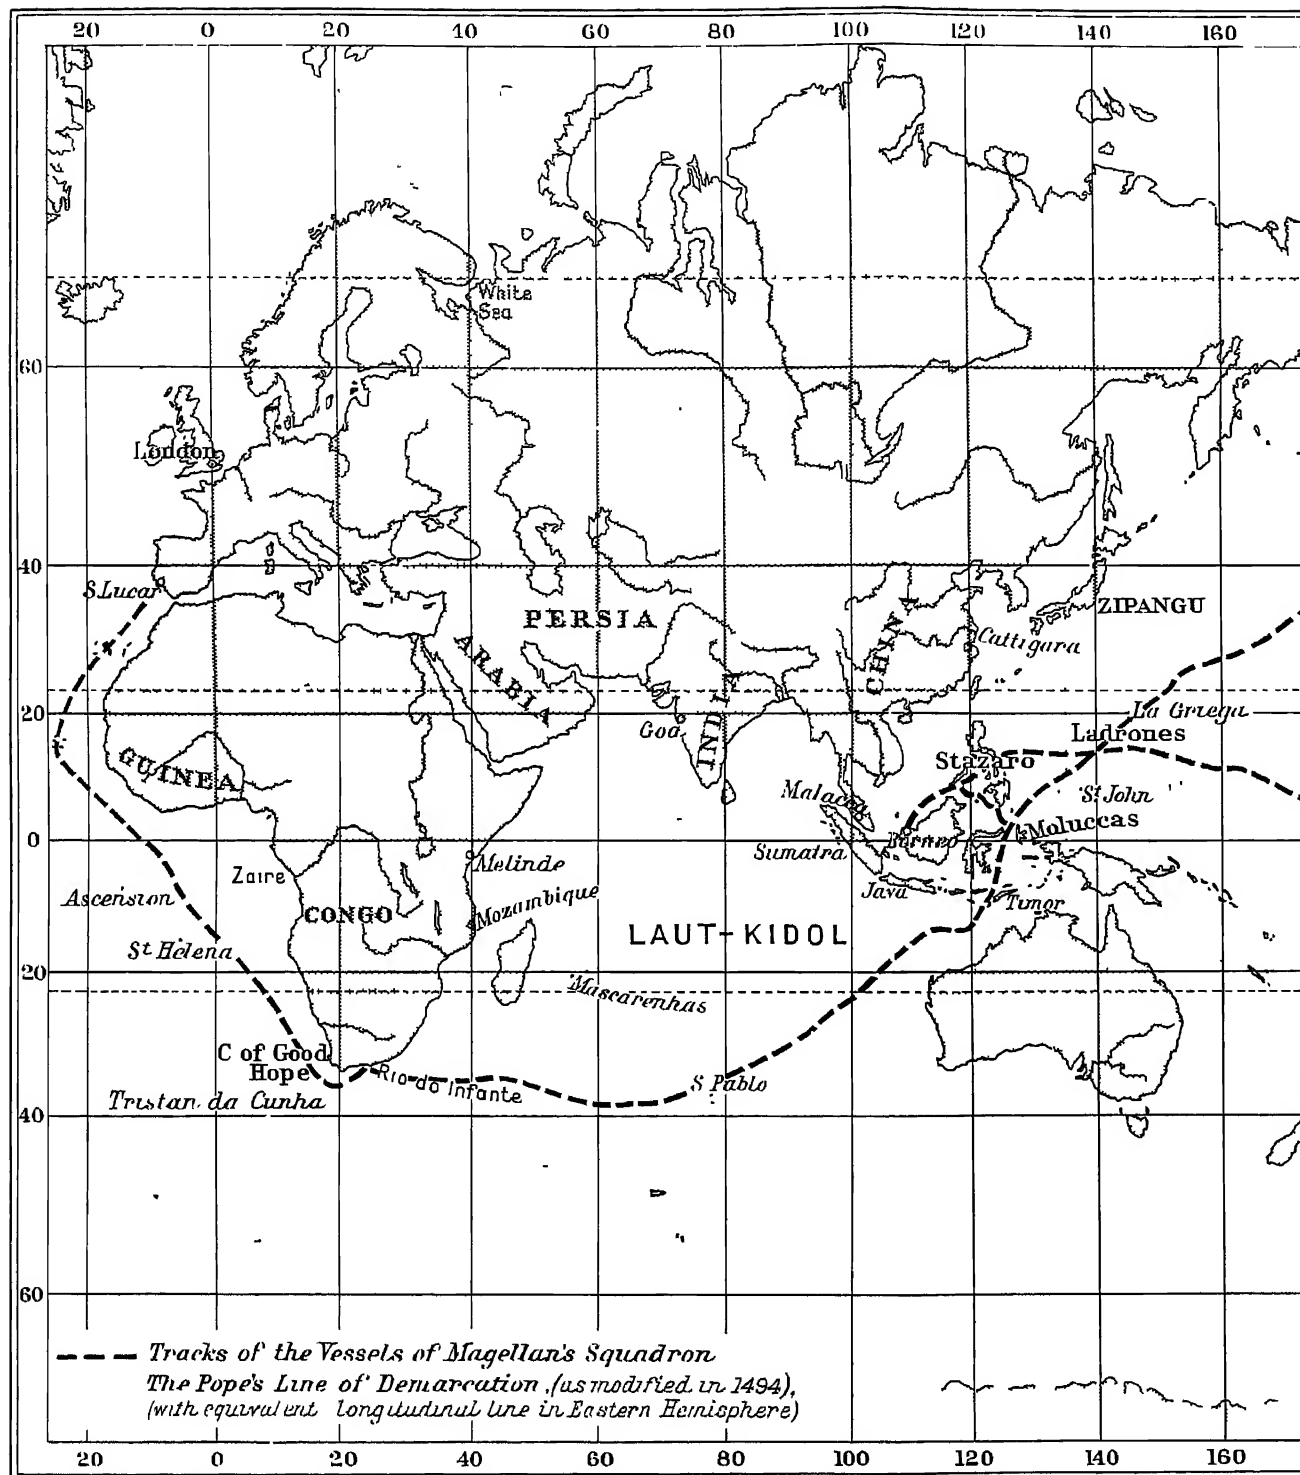 20 0 20 40 60 80 100 120 140 160
White
Sea
60
London
40
S. Lucar
PERSIA
ZIPANGU
CHINA
ARABIA
Cattigara
INDIA
20
La Griega
Goa
Ladrones
GUINEA
Stazaro
Malacca
St John
Moluccas
0
Borneo
Sumatra
Melinde
Zaire
Java
Ascension
Mozambique
Timor
CONGO
LAUT-KIDOL
St. Helena
20
Mascarenhas
C of Good
Hope
Rio do Infante
S Pablo
Tristan. da Cunha
40
60
Tracks of the Vessels of Magellan's Squadron
The Pope's Line of Demarcation, (as modified in 1494),
(with equivalent longitudinal line in Eastern Hemisphere)
20 0 20 40 60 80 100 120 140 160